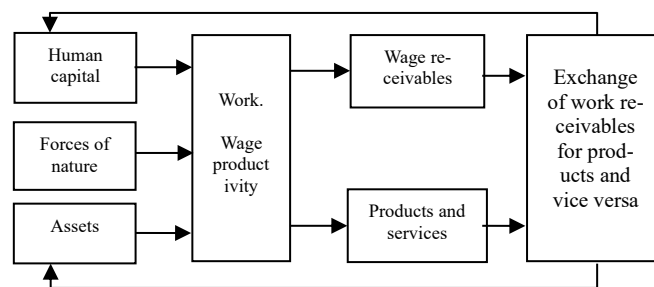 Human
capital
Forces of
nature
Assets
Work.
Wage
product
ivity
Wage re-
ceivables
Products and
services
Exchange
of work re-
ceivables
for prod-
ucts and
vice versa